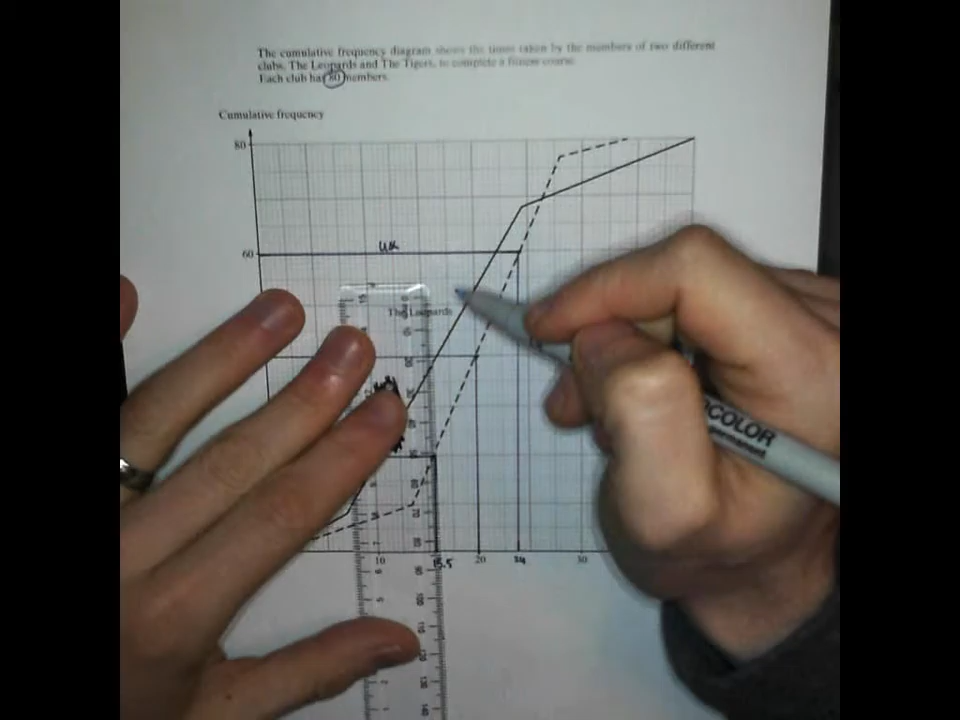 The cumulative frequency diagram shows the times taken by the members of two different
clubs, The Leopards and The Tigers, to complete a fitness course.
Each club has 80 members.
Cumulative frequency
80
60
UQ
The Leopards
10
15.5
20
24
30
COLOR
permanent